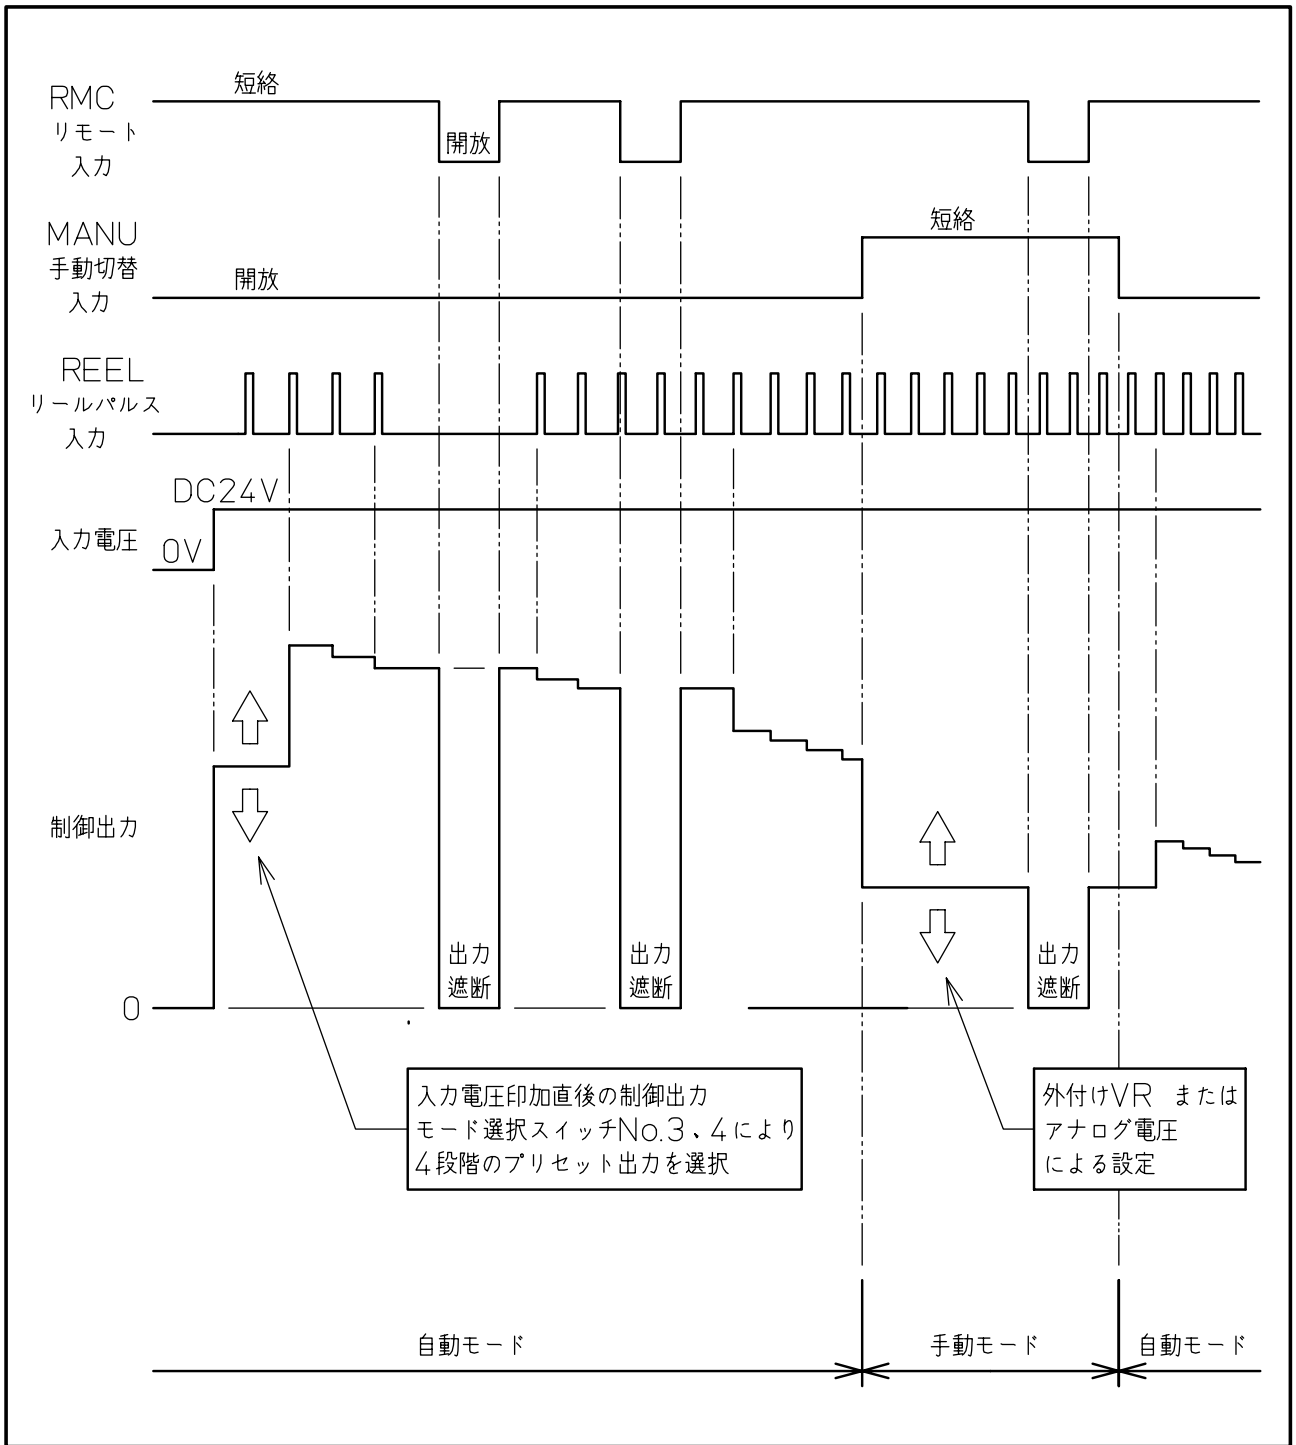 短絡
RMC
リモート
入力
開放
短絡
MANU
手動切替
入力
開放
REEL
リールパルス
入力
DC24V
入力電圧
0V
制御出力
出力
遮断
出力
遮断
出力
遮断
0
入力電圧印加直後の制御出力
モード選択スイッチNo.3、4により
4段階のプリセット出力を選択
外付けVR または
アナログ電圧
による設定
自動モード
手動モード
自動モード